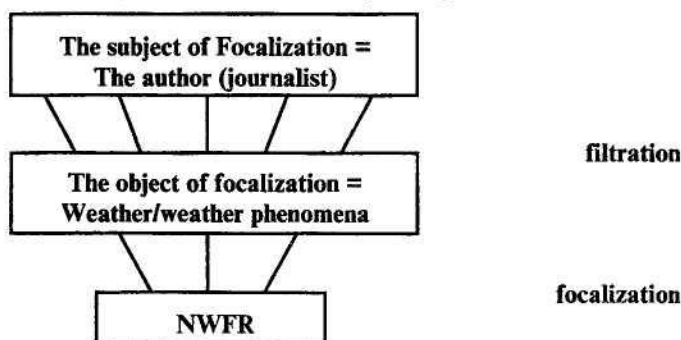 The subject of Focalization =
The author (journalist)
filtration
The object of focalization =
Weather/weather phenomena
focalization
NWFR